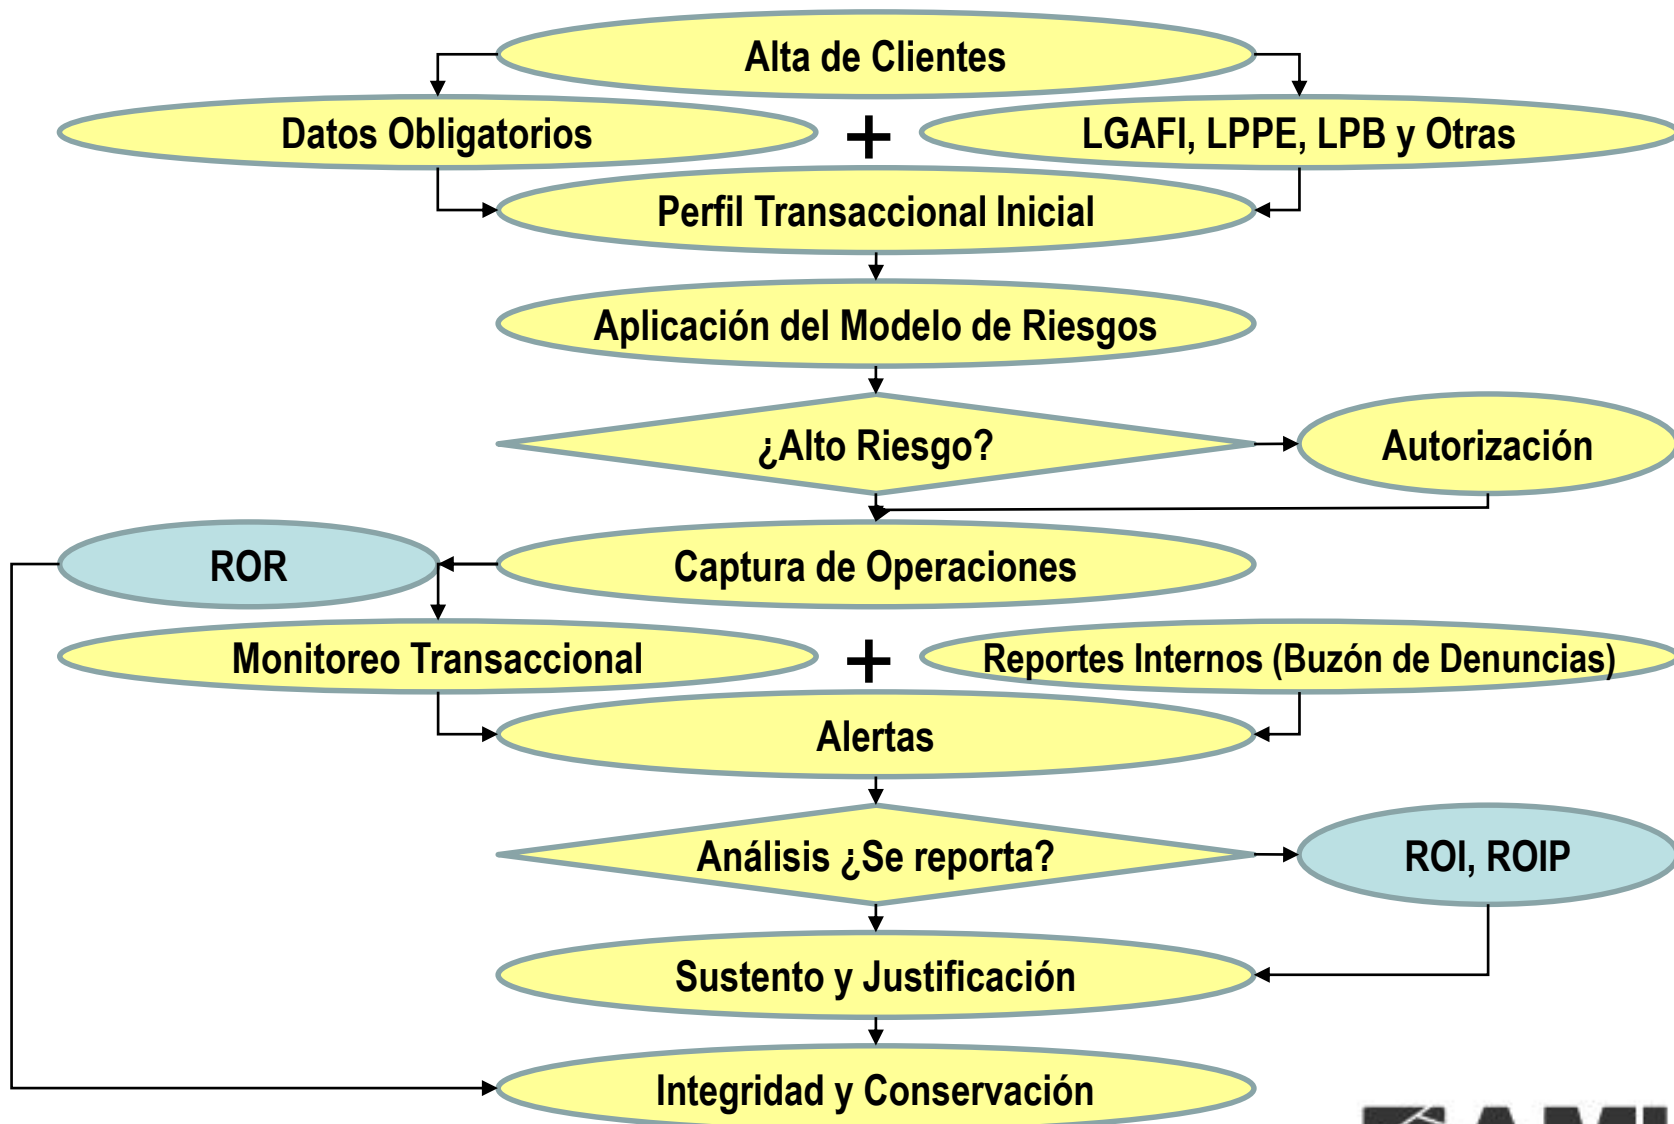 Alta de Clientes
Datos Obligatorios
+
LGAFI, LPPE, LPB y Otras
Perfil Transaccional Inicial
Aplicación del Modelo de Riesgos
¿Alto Riesgo?
Autorización
ROR
Captura de Operaciones
Monitoreo Transaccional
+
Reportes Internos (Buzón de Denuncias)
Alertas
Análisis ¿Se reporta?
ROI, ROIP
Sustento y Justificación
Integridad y Conservación